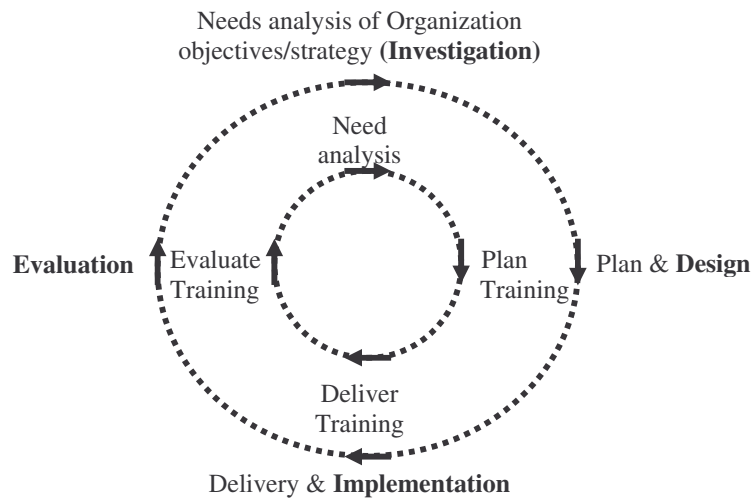 Needs analysis of Organization
objectives/strategy (Investigation)
Need
analysis
Evaluation
Evaluate
Training
Plan
Training
Plan & Design
Deliver
Training
Delivery & Implementation